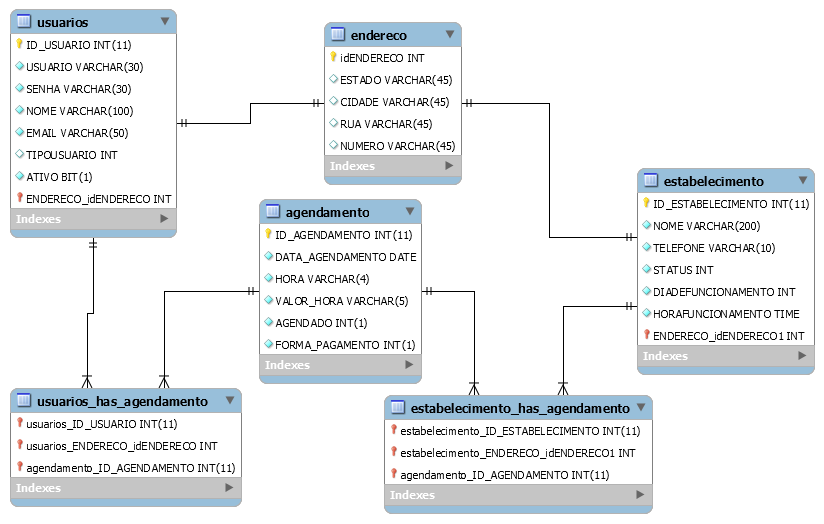 usuarios
ID_USUARIO INT(11)
USUARIO VARCHAR(30)
SENHA VARCHAR(30)
NOME VARCHAR(100)
EMAIL VARCHAR(50)
TIPOUSUARIO INT
ATIVO BIT(1)
ENDERECO_idENDERECO INT
Indexes
endereco
idENDERECO INT
ESTADO VARCHAR(45)
CIDADE VARCHAR(45)
RUA VARCHAR(45)
NUMERO VARCHAR(45)
Indexes
estabelecimento
ID_ESTABELECIMENTO INT(11)
NOME VARCHAR(200)
TELEFONE VARCHAR(10)
STATUS INT
DIADEFUNCIONAMENTO INT
HORAFUNCIONAMENTO TIME
ENDERECO_idENDERECO1 INT
Indexes
agendamento
ID_AGENDAMENTO INT(11)
DATA_AGENDAMENTO DATE
HORA VARCHAR(4)
VALOR_HORA VARCHAR(5)
AGENDADO INT(1)
FORMA_PAGAMENTO INT(1)
Indexes
usuarios_has_agendamento
usuarios_ID_USUARIO INT(11)
usuarios_ENDERECO_idENDERECO INT
agendamento_ID_AGENDAMENTO INT(11)
Indexes
estabelecimento_has_agendamento
estabelecimento_ID_ESTABELECIMENTO INT(11)
estabelecimento_ENDERECO_idENDERECO1 INT
agendamento_ID_AGENDAMENTO INT(11)
Indexes